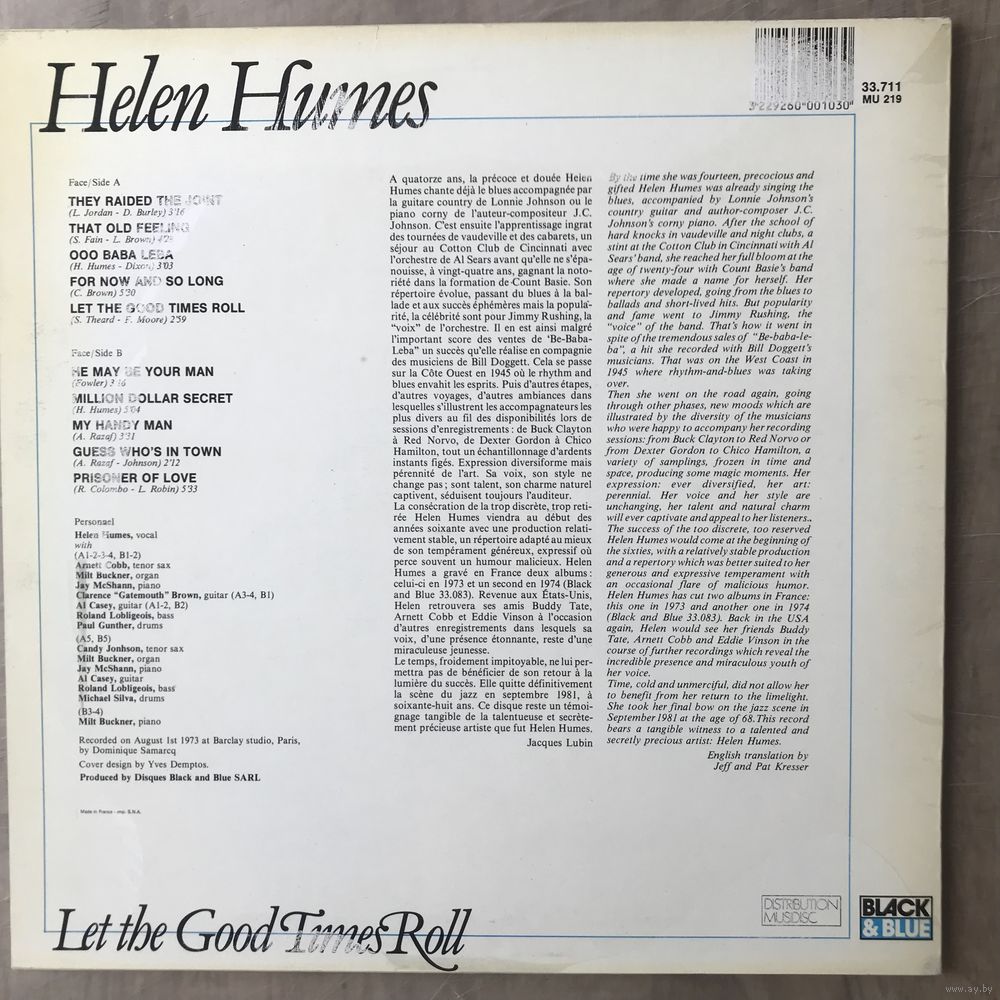 Helen Humes
3 229260 001030
33.711
MU 219
Face/Side A
THEY RAIDED THE JOINT
(L. Jordan - D. Burley) 3'16
THAT OLD FEELING
(S. Fain - L. Brown) 4'28
OOO BABA LEBA
(H. Humes - Dixon) 3'03
FOR NOW AND SO LONG
(C. Brown) 5'30
LET THE GOOD TIMES ROLL
(S. Theard - F. Moore) 2'59
Face/Side B
HE MAY BE YOUR MAN
(Fowler) 3'16
MILLION DOLLAR SECRET
(H. Humes) 5'04
MY HANDY MAN
(A. Razaf) 3'31
GUESS WHO'S IN TOWN
(A. Razaf - Johnson) 2'12
PRISONER OF LOVE
(R. Colombo - L. Robin) 5'33
Personnel
Helen Humes, vocal
with
(A1-2-3-4, B1-2)
Arnett Cobb, tenor sax
Milt Buckner, organ
Jay McShann, piano
Clarence "Gatemouth" Brown, guitar (A3-4, B1)
Al Casey, guitar (A1-2, B2)
Roland Lobligeois, bass
Paul Gunther, drums
(A5, B5)
Candy Jonhson, tenor sax
Milt Buckner, organ
Jay McShann, piano
Al Casey, guitar
Roland Lobligeois, bass
Michael Silva, drums
(B3-4)
Milt Buckner, piano
Recorded on August 1st 1973 at Barclay studio, Paris,
by Dominique Samarcq
Cover design by Yves Demptos.
Produced by Disques Black and Blue SARL
Made in France - imp. S.N.A.
A quatorze ans, la précoce et douée Helen
Humes chante déjà le blues accompagnée par
la guitare country de Lonnie Johnson ou le
piano corny de l'auteur-compositeur J.C.
Johnson. C'est ensuite l'apprentissage ingrat
des tournées de vaudeville et des cabarets, un
séjour au Cotton Club de Cincinnati avec
l'orchestre de Al Sears avant qu'elle ne s'épa-
nouisse, à vingt-quatre ans, gagnant la noto-
riété dans la formation de Count Basie. Son
répertoire évolue, passant du blues à la bal-
lade et aux succès éphémères mais la popula-
rité, la célébrité sont pour Jimmy Rushing, la
"voix" de l'orchestre. Il en est ainsi malgré
l'important score des ventes de 'Be-Baba-
Leba" un succès qu'elle réalise en compagnie
des musiciens de Bill Doggett. Cela se passe
sur la Côte Ouest en 1945 où le rhythm and
blues envahit les esprits. Puis d'autres étapes,
d'autres voyages, d'autres ambiances dans
lesquelles s'illustrent les accompagnateurs les
plus divers au fil des disponibilités lors de
sessions d'enregistrements : de Buck Clayton
à Red Norvo, de Dexter Gordon à Chico
Hamilton, tout un échantillonnage d'ardents
instants figés. Expression diversiforme mais
pérennité de l'art. Sa voix, son style ne
change pas ; sont talent, son charme naturel
captivent, séduisent toujours l'auditeur.
La consécration de la trop discrète, trop reti-
rée Helen Humes viendra au début des
années soixante avec une production relati-
vement stable, un répertoire adapté au mieux
de son tempérament généreux, expressif où
perce souvent un humour malicieux. Helen
Humes a gravé en France deux albums :
celui-ci en 1973 et un second en 1974 (Black
and Blue 33.083). Revenue aux États-Unis,
Helen retrouvera ses amis Buddy Tate,
Arnett Cobb et Eddie Vinson à l'occasion
d'autres enregistrements dans lesquels sa
voix, d'une présence étonnante, reste d'une
miraculeuse jeunesse.
Le temps, froidement impitoyable, ne lui per-
mettra pas de bénéficier de son retour à la
lumière du succès. Elle quitte définitivement
la scène du jazz en septembre 1981, à
soixante-huit ans. Ce disque reste un témoi-
gnage tangible de la talentueuse et secrète-
ment précieuse artiste que fut Helen Humes.
Jacques Lubin
By the time she was fourteen, precocious and
gifted Helen Humes was already singing the
blues, accompanied by Lonnie Johnson's
country guitar and author-composer J.C.
Johnson's corny piano. After the school of
hard knocks in vaudeville and night clubs, a
stint at the Cotton Club in Cincinnati with Al
Sears' band, she reached her full bloom at the
age of twenty-four with Count Basie's band
where she made a name for herself. Her
repertory developed, going from the blues to
ballads and short-lived hits. But popularity
and fame went to Jimmy Rushing, the
"voice" of the band. That's how it went in
spite of the tremendous sales of "Be-baba-le-
ba", a hit she recorded with Bill Doggett's
musicians. That was on the West Coast in
1945 where rhythm-and-blues was taking
over.
Then she went on the road again, going
through other phases, new moods which are
illustrated by the diversity of the musicians
who were happy to accompany her recording
sessions: from Buck Clayton to Red Norvo or
from Dexter Gordon to Chico Hamilton, a
variety of samplings, frozen in time and
space, producing some magic moments. Her
expression: ever diversified, her art:
perennial. Her voice and her style are
unchanging, her talent and natural charm
will ever captivate and appeal to her listeners..
The success of the too discrete, too reserved
Helen Humes would come at the beginning of
the sixties, with a relatively stable production
and a repertory which was better suited to her
generous and expressive temperament with
an occasional flare of malicious humor.
Helen Humes has cut two albums in France:
this one in 1973 and another one in 1974
(Black and Blue 33.083). Back in the USA
again, Helen would see her friends Buddy
Tate, Arnett Cobb and Eddie Vinson in the
course of further recordings which reveal the
incredible presence and miraculous youth of
her voice.
Time, cold and unmerciful, did not allow her
to benefit from her return to the limelight.
She took her final bow on the jazz scene in
September 1981 at the age of 68. This record
bears a tangible witness to a talented and
secretly precious artist: Helen Humes.
English translation by
Jeff and Pat Kresser
Let the Good Times Roll
DISTRIBUTION
MUSIDISC
BLACK
& BLUE
www.ay.by